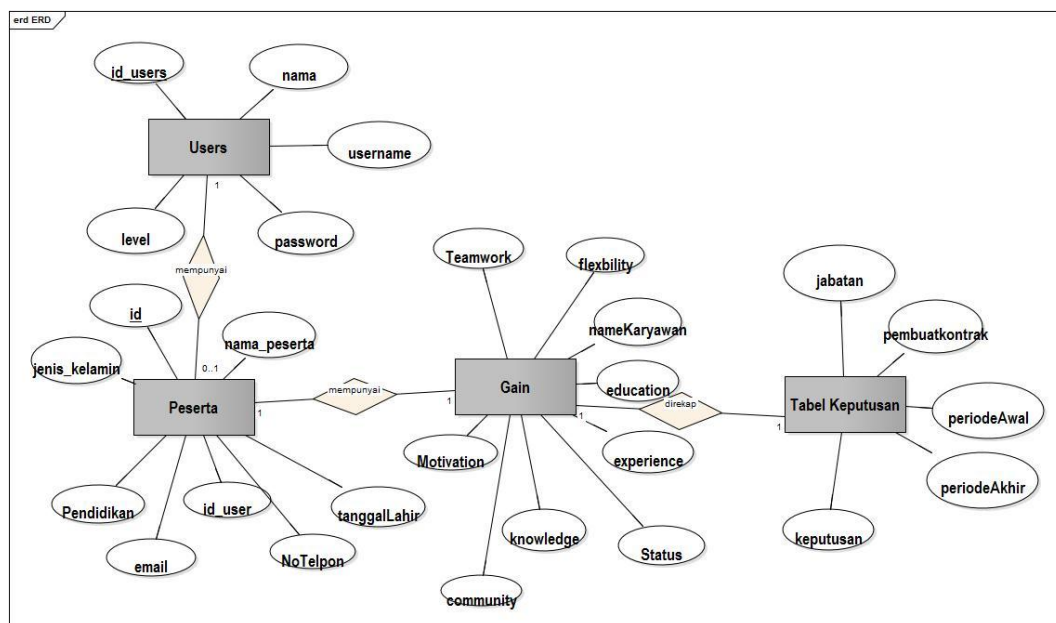 erd ERD
id_users
nama
Users
username
1
level
password
mempunyai
Teamwork
flexbility
jabatan
id
nama_peserta
nameKaryawan
pembuatkontrak
jenis_kelamin
0..1
Gain
education
Peserta
mempunyai
1
1
direkap
Tabel Keputusan
periodeAwal
1
1
Motivation
experience
periodeAkhir
Pendidikan
id_user
tanggalLahir
email
NoTelpon
knowledge
Status
keputusan
community